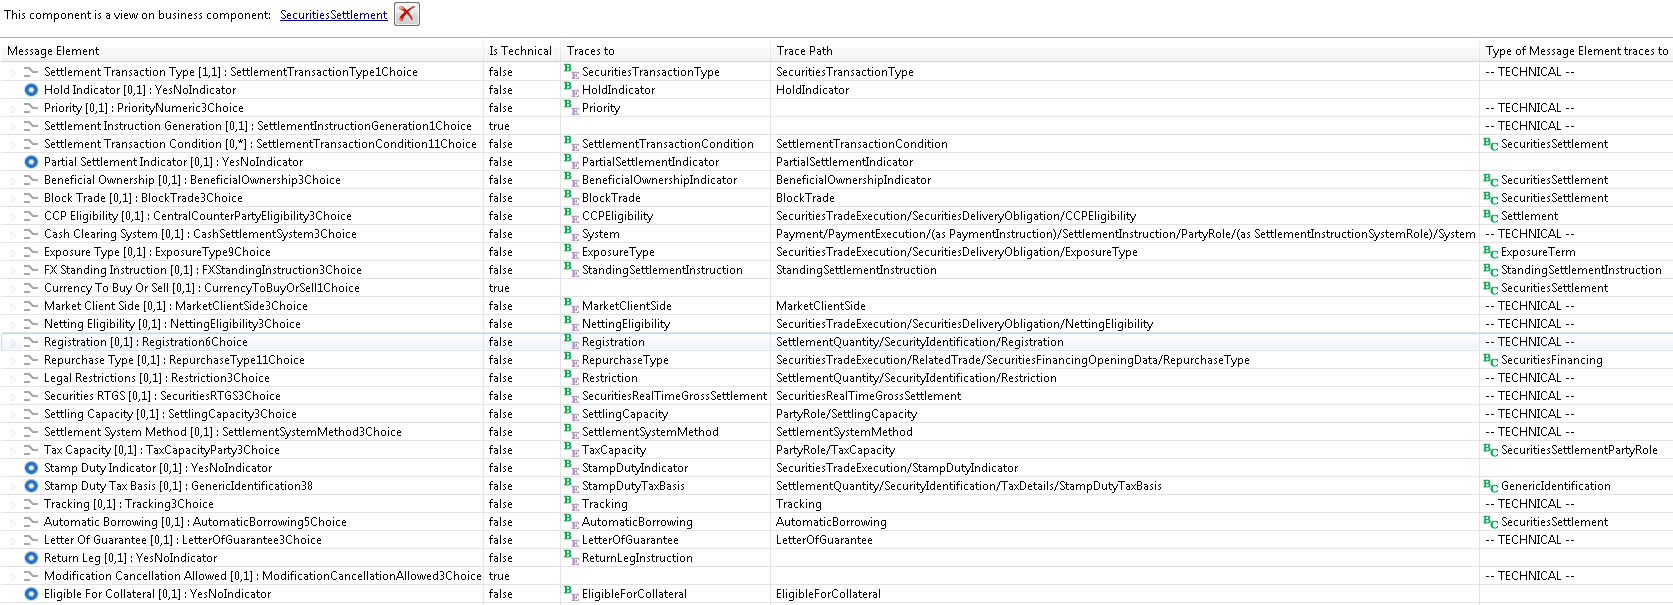 This component is a view on business component: SecuritiesSettlement
Message Element Is Technical Traces to Trace Path Type of Message Element traces to
Settlement Transaction Type [1,1] : SettlementTransactionType1Choice false SecuritiesTransactionType SecuritiesTransactionType -- TECHNICAL --
Hold Indicator [0,1] : YesNoIndicator false HoldIndicator HoldIndicator
Priority [0,1] : PriorityNumeric3Choice false Priority -- TECHNICAL --
Settlement Instruction Generation [0,1] : SettlementInstructionGeneration1Choice true -- TECHNICAL --
Settlement Transaction Condition [0,*] : SettlementTransactionCondition11Choice false SettlementTransactionCondition SettlementTransactionCondition SecuritiesSettlement
Partial Settlement Indicator [0,1] : YesNoIndicator false PartialSettlementIndicator PartialSettlementIndicator
Beneficial Ownership [0,1] : BeneficialOwnership3Choice false BeneficialOwnershipIndicator BeneficialOwnershipIndicator SecuritiesSettlement
Block Trade [0,1] : BlockTrade3Choice false BlockTrade BlockTrade SecuritiesSettlement
CCP Eligibility [0,1] : CentralCounterPartyEligibility3Choice false CCPEligibility SecuritiesTradeExecution/SecuritiesDeliveryObligation/CCPEligibility Settlement
Cash Clearing System [0,1] : CashSettlementSystem3Choice false System Payment/PaymentExecution/(as PaymentInstruction)/SettlementInstruction/PartyRole/(as SettlementInstructionSystemRole)/System -- TECHNICAL --
Exposure Type [0,1] : ExposureType9Choice false ExposureType SecuritiesTradeExecution/SecuritiesDeliveryObligation/ExposureType ExposureTerm
FX Standing Instruction [0,1] : FXStandingInstruction3Choice false StandingSettlementInstruction StandingSettlementInstruction StandingSettlementInstruction
Currency To Buy Or Sell [0,1] : CurrencyToBuyOrSell1Choice true SecuritiesSettlement
Market Client Side [0,1] : MarketClientSide3Choice false MarketClientSide MarketClientSide -- TECHNICAL --
Netting Eligibility [0,1] : NettingEligibility3Choice false NettingEligibility SecuritiesTradeExecution/SecuritiesDeliveryObligation/NettingEligibility -- TECHNICAL --
Registration [0,1] : Registration6Choice false Registration SettlementQuantity/SecurityIdentification/Registration -- TECHNICAL --
Repurchase Type [0,1] : RepurchaseType11Choice false RepurchaseType SecuritiesTradeExecution/RelatedTrade/SecuritiesFinancingOpeningData/RepurchaseType SecuritiesFinancing
Legal Restrictions [0,1] : Restriction3Choice false Restriction SettlementQuantity/SecurityIdentification/Restriction -- TECHNICAL --
Securities RTGS [0,1] : SecuritiesRTGS3Choice false SecuritiesRealTimeGrossSettlement SecuritiesRealTimeGrossSettlement -- TECHNICAL --
Settling Capacity [0,1] : SettlingCapacity3Choice false SettlingCapacity PartyRole/SettlingCapacity -- TECHNICAL --
Settlement System Method [0,1] : SettlementSystemMethod3Choice false SettlementSystemMethod SettlementSystemMethod -- TECHNICAL --
Tax Capacity [0,1] : TaxCapacityParty3Choice false TaxCapacity PartyRole/TaxCapacity SecuritiesSettlementPartyRole
Stamp Duty Indicator [0,1] : YesNoIndicator false StampDutyIndicator SecuritiesTradeExecution/StampDutyIndicator
Stamp Duty Tax Basis [0,1] : GenericIdentification38 false StampDutyTaxBasis SettlementQuantity/SecurityIdentification/TaxDetails/StampDutyTaxBasis GenericIdentification
Tracking [0,1] : Tracking3Choice false Tracking Tracking -- TECHNICAL --
Automatic Borrowing [0,1] : AutomaticBorrowing5Choice false AutomaticBorrowing AutomaticBorrowing SecuritiesSettlement
Letter Of Guarantee [0,1] : LetterOfGuarantee3Choice false LetterOfGuarantee LetterOfGuarantee -- TECHNICAL --
Return Leg [0,1] : YesNoIndicator false ReturnLegInstruction
Modification Cancellation Allowed [0,1] : ModificationCancellationAllowed3Choice true -- TECHNICAL --
Eligible For Collateral [0,1] : YesNoIndicator false EligibleForCollateral EligibleForCollateral